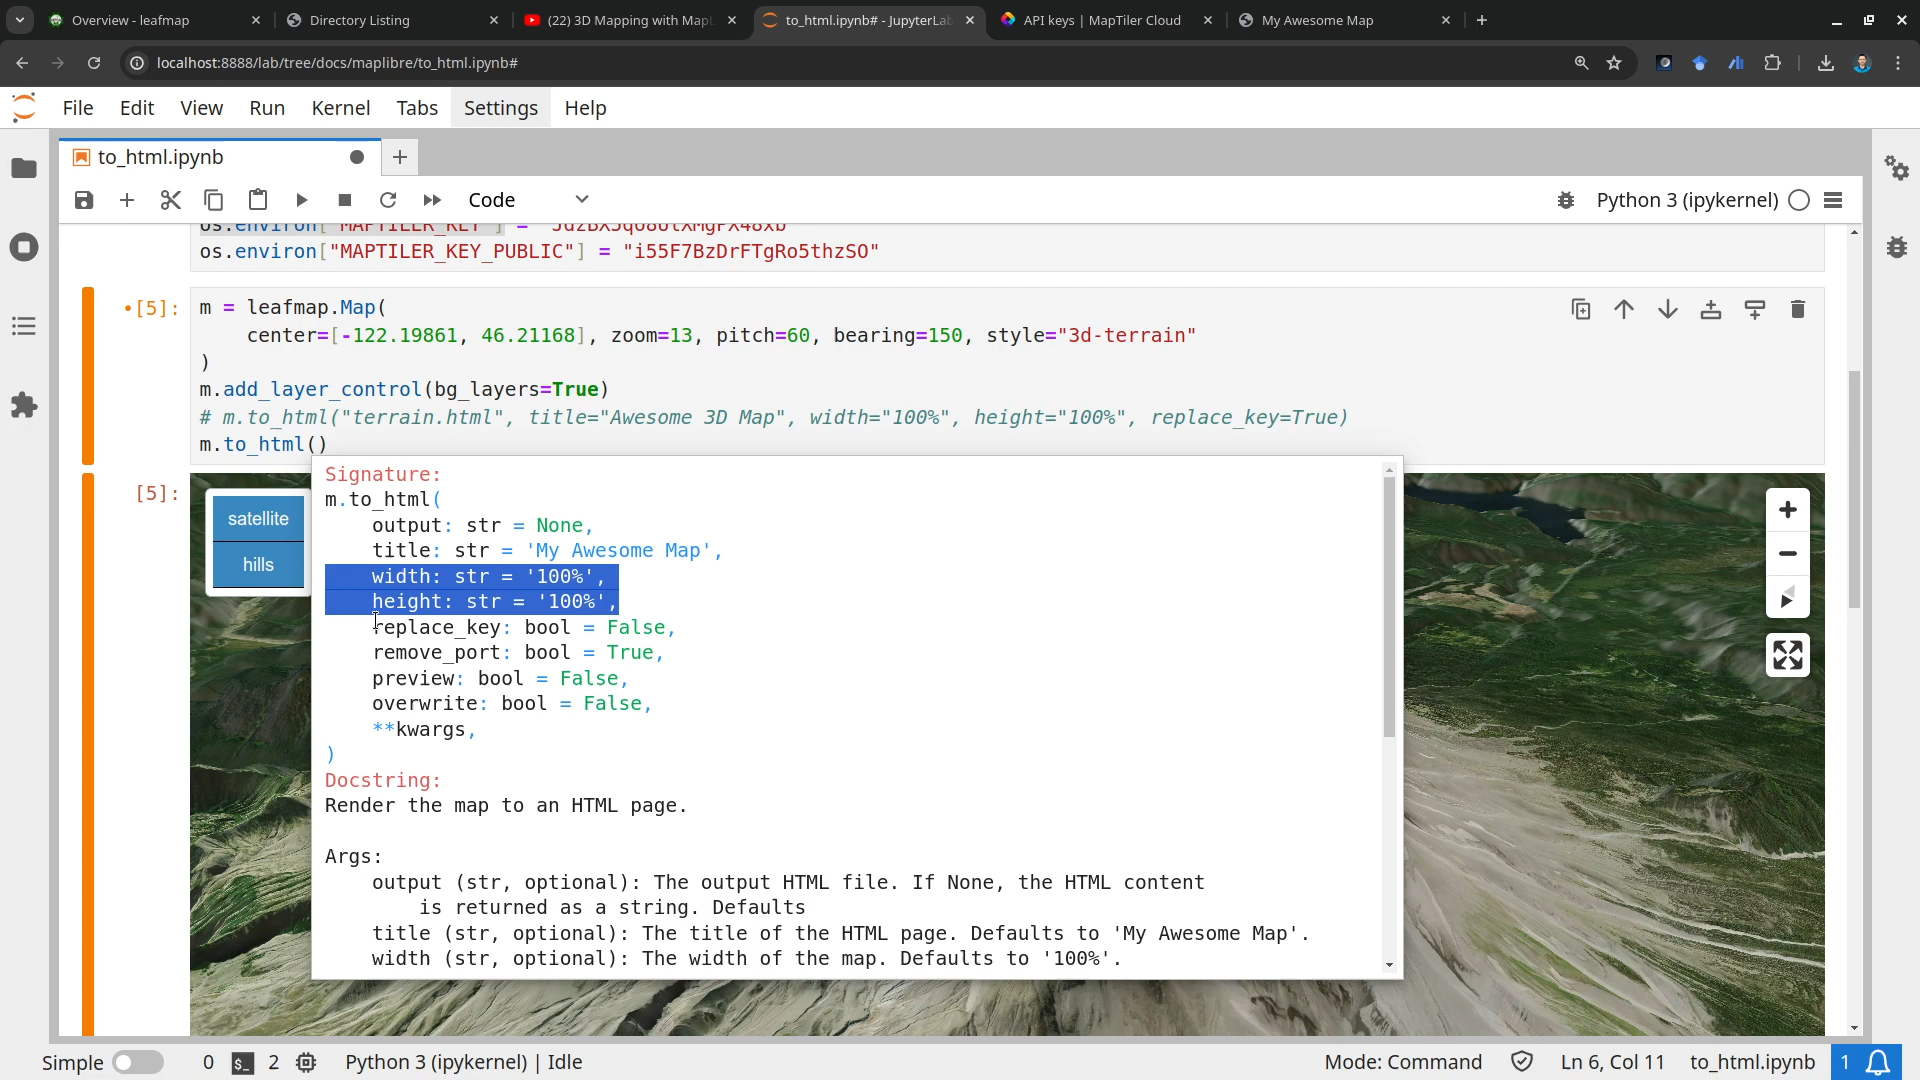 Overview - leafmap
Directory Listing
(22) 3D Mapping with MapL
to_html.ipynb# - JupyterLab
API keys | MapTiler Cloud
My Awesome Map
localhost:8888/lab/tree/docs/maplibre/to_html.ipynb#
File Edit View Run Kernel Tabs Settings Help
to_html.ipynb
Code
Python 3 (ipykernel)
os.environ["MAPTILER_KEY"] =
os.environ["MAPTILER_KEY_PUBLIC"] = "i55F7BzDrFTgRo5thzSO"
•[5]:
m = leafmap.Map(
center=[-122.19861, 46.21168], zoom=13, pitch=60, bearing=150, style="3d-terrain"
)
m.add_layer_control(bg_layers=True)
# m.to_html("terrain.html", title="Awesome 3D Map", width="100%", height="100%", replace_key=True)
m.to_html()
[5]:
satellite
hills
Signature:
m.to_html(
output: str = None,
title: str = 'My Awesome Map',
width: str = '100%',
height: str = '100%',
replace_key: bool = False,
remove_port: bool = True,
preview: bool = False,
overwrite: bool = False,
**kwargs,
)
Docstring:
Render the map to an HTML page.
Args:
output (str, optional): The output HTML file. If None, the HTML content
is returned as a string. Defaults
title (str, optional): The title of the HTML page. Defaults to 'My Awesome Map'.
width (str, optional): The width of the map. Defaults to '100%'.
Simple
0
2
Python 3 (ipykernel) | Idle
Mode: Command
Ln 6, Col 11
to_html.ipynb
1